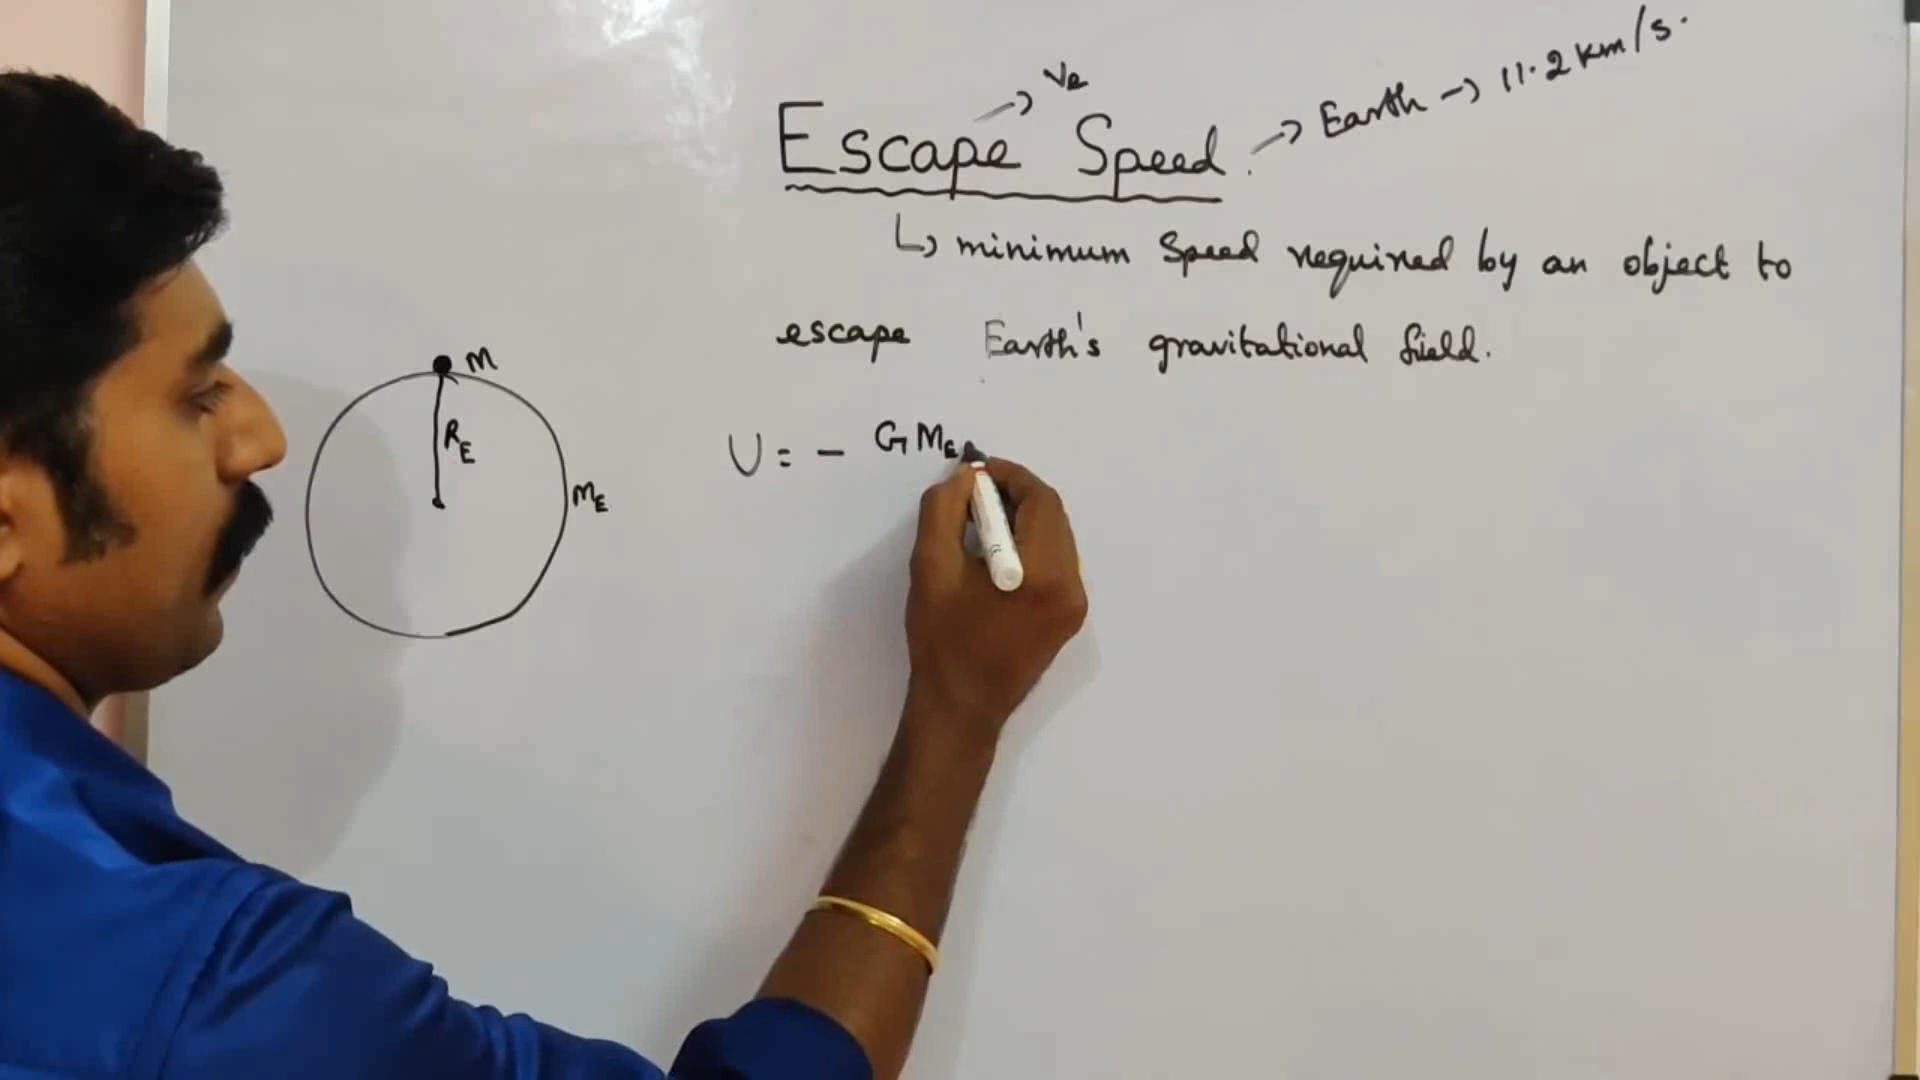 Escape Speed. → Earth → 11.2 km/s.
→ Ve
↳ minimum Speed required by an object to
escape Earth's gravitational field.
M
RE
ME
U = - G ME